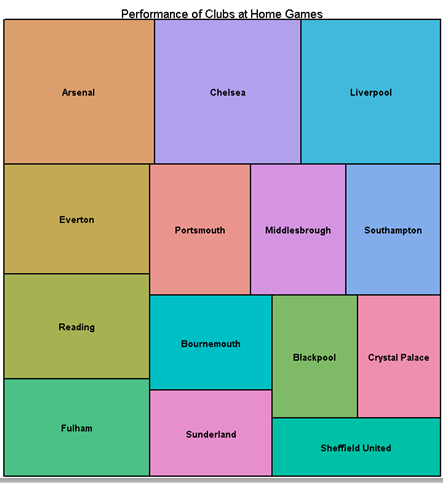 Performance of Clubs at Home Games
Arsenal
Chelsea
Liverpool
Everton
Portsmouth
Middlesbrough
Southampton
Reading
Bournemouth
Blackpool
Crystal Palace
Fulham
Sunderland
Sheffield United